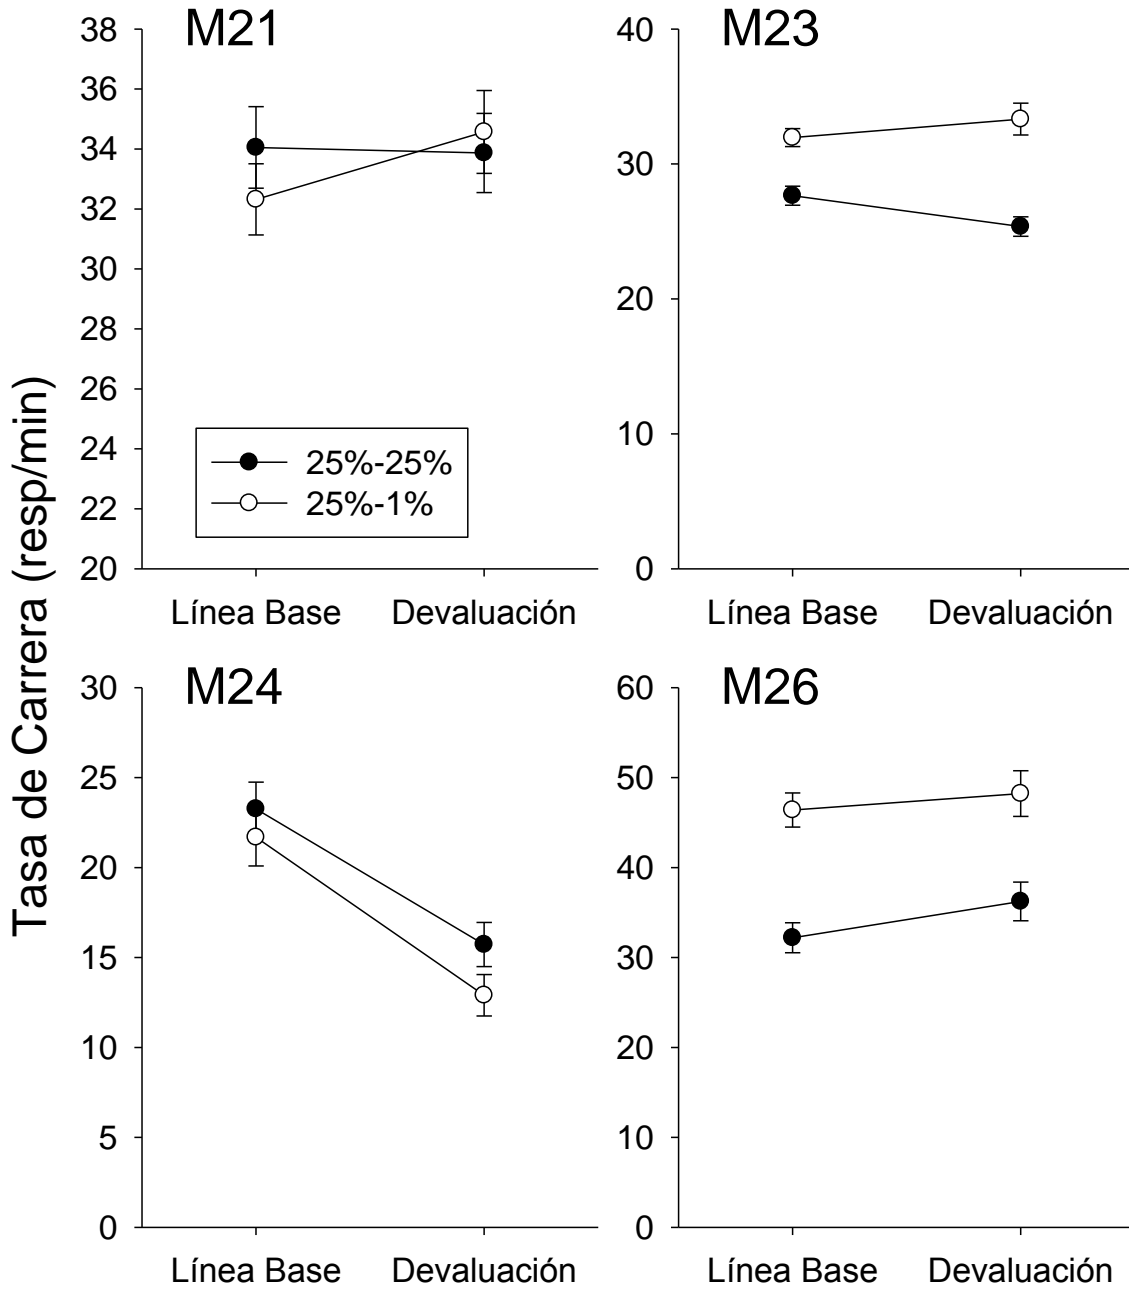 Tasa de Carrera (resp/min)
M21
38
36
34
32
30
28
26
24
22
20
25%-25%
25%-1%
Línea Base
Devaluación
M23
40
30
20
10
0
Línea Base
Devaluación
M24
30
25
20
15
10
5
0
Línea Base
Devaluación
M26
60
50
40
30
20
10
0
Línea Base
Devaluación